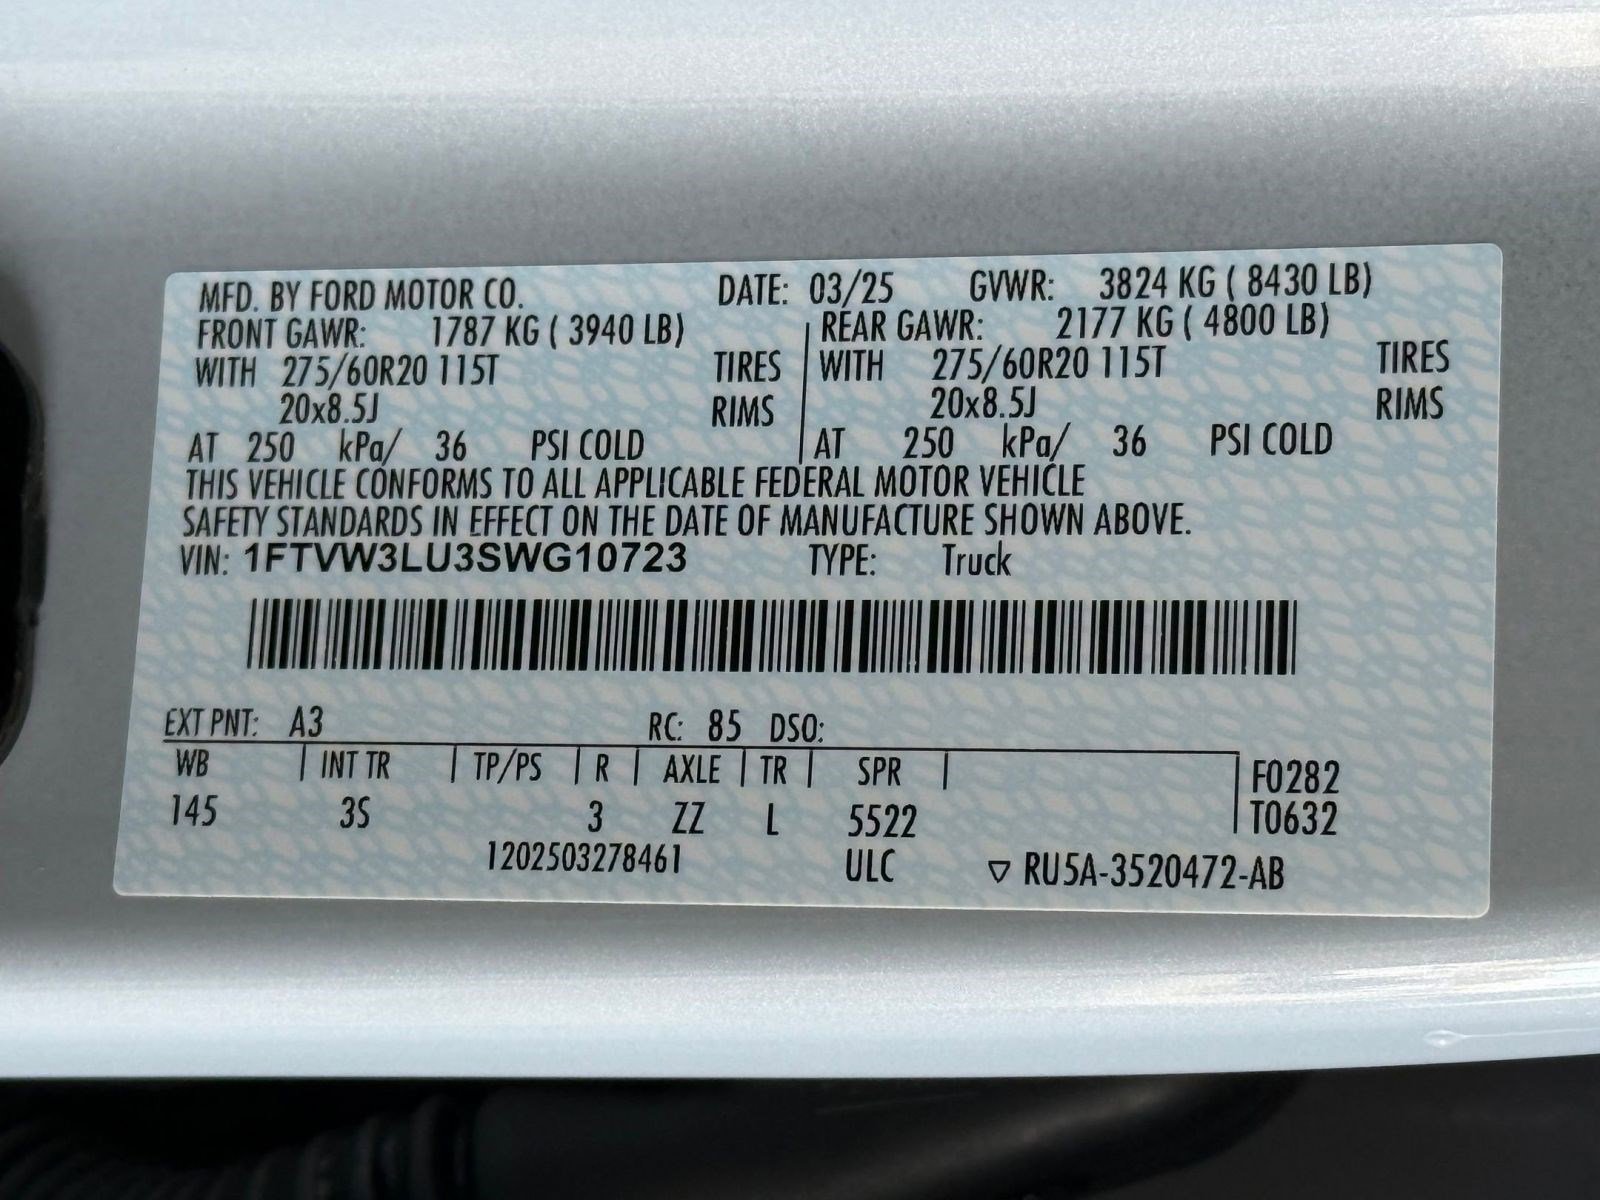 MFD. BY FORD MOTOR CO. DATE: 03/25 GVWR: 3824 KG ( 8430 LB)
FRONT GAWR: 1787 KG ( 3940 LB) REAR GAWR: 2177 KG ( 4800 LB)
WITH 275/60R20 115T TIRES WITH 275/60R20 115T TIRES
20x8.5J RIMS 20x8.5J RIMS
AT 250 kPa/ 36 PSI COLD AT 250 kPa/ 36 PSI COLD
THIS VEHICLE CONFORMS TO ALL APPLICABLE FEDERAL MOTOR VEHICLE
SAFETY STANDARDS IN EFFECT ON THE DATE OF MANUFACTURE SHOWN ABOVE.
VIN: 1FTVW3LU3SWG10723 TYPE: Truck
EXT PNT: A3 RC: 85 DSO:
WB INT TR TP/PS R AXLE TR SPR F0282
145 3S 3 ZZ L 5522 T0632
1202503278461 ULC ▽ RU5A-3520472-AB